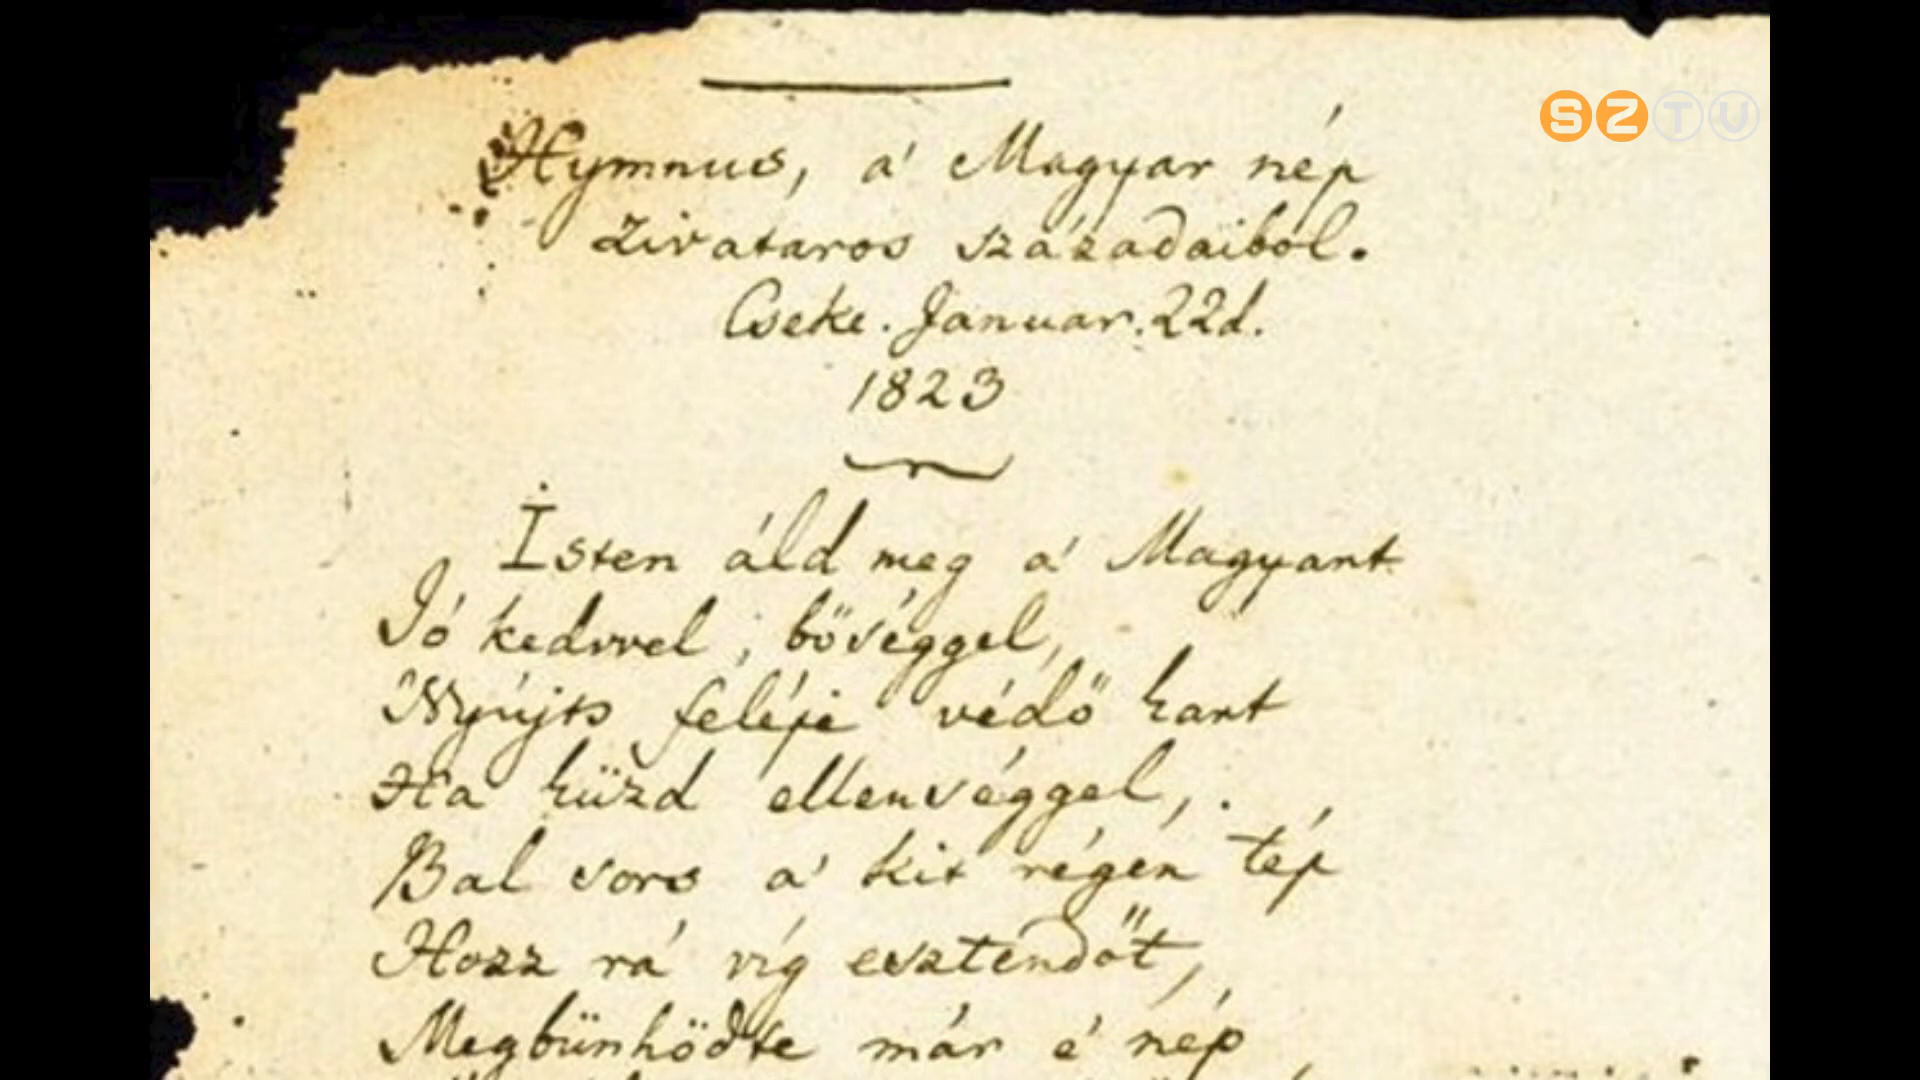 SZTV
Hymnus, a' Magyar nép
zivataros századaiból.
Cseke. Januar. 22d.
1823
Isten áld meg a' Magyart
Jó kedvvel, bőséggel,
Nyújts feléje védő kart
Ha küzd ellenséggel,
Bal sors a' kit régen tép
Hozz rá víg esztendőt,
Megbünhödte már é nép